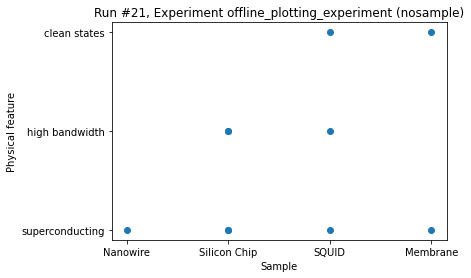 Run #21, Experiment offline_plotting_experiment (nosample)
clean states
high bandwidth
superconducting
Physical feature
Nanowire Silicon Chip SQUID Membrane
Sample